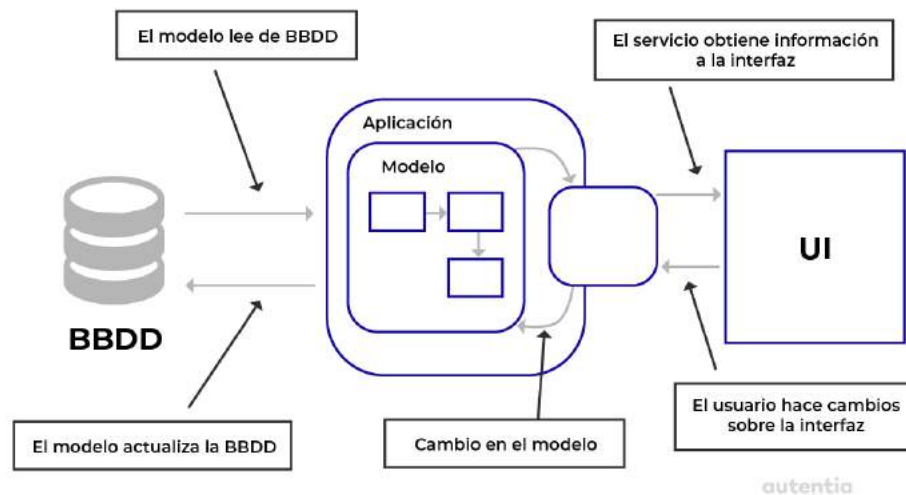 El modelo lee de BBDD
El servicio obtiene información
a la interfaz
Aplicación
Modelo
BBDD
UI
El modelo actualiza la BBDD
Cambio en el modelo
El usuario hace cambios
sobre la interfaz
autentia